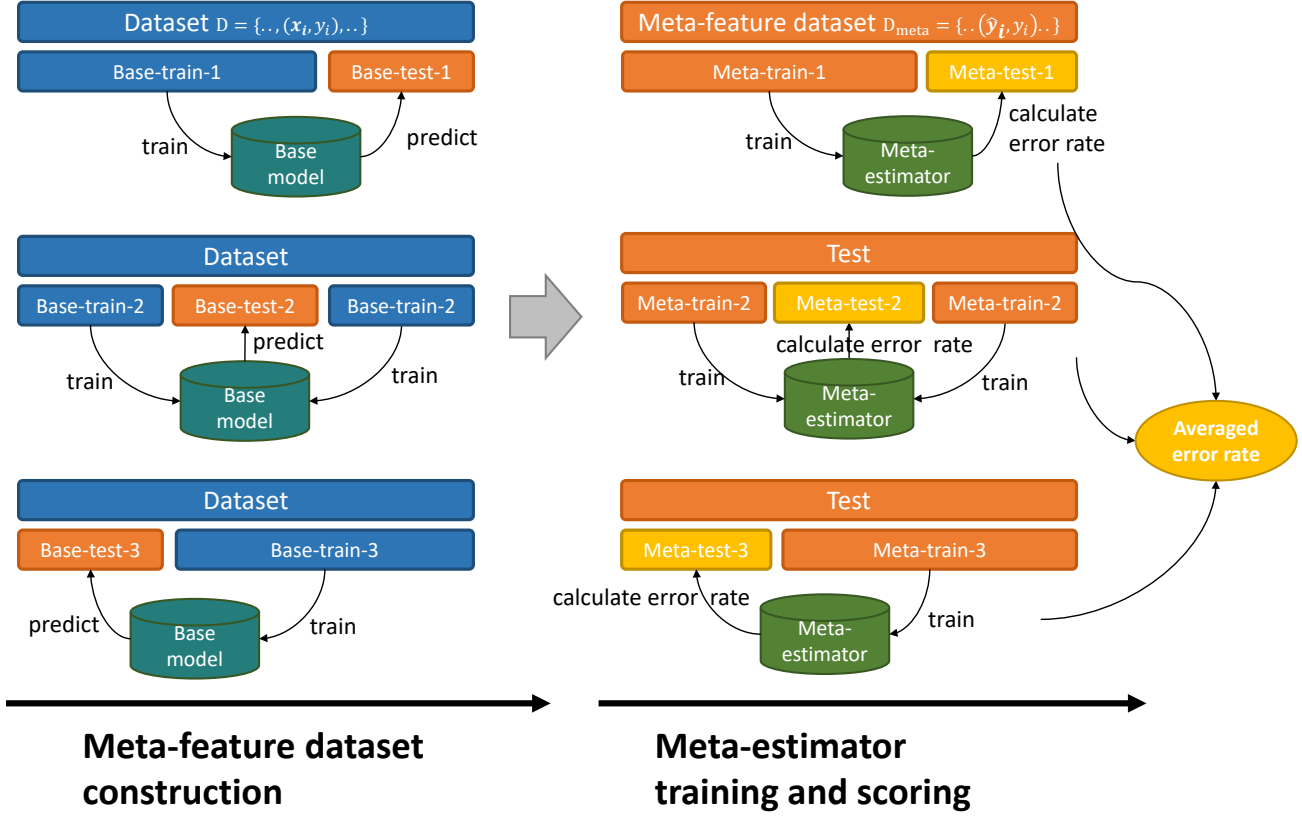 Dataset D = {..,(𝒙ᵢ, yᵢ),..}
Base-train-1
Base-test-1
train
Base
model
predict
Dataset
Base-train-2
Base-test-2
Base-train-2
predict
train
train
Base
model
Dataset
Base-test-3
Base-train-3
predict
train
Base
model
Meta-feature dataset
construction
Meta-feature dataset D_meta = {..(ŷᵢ, yᵢ)..}
Meta-train-1
Meta-test-1
train
Meta-
estimator
calculate
error rate
Test
Meta-train-2
Meta-test-2
Meta-train-2
calculate error rate
train
train
Meta-
estimator
Test
Meta-test-3
Meta-train-3
calculate error rate
train
Meta-
estimator
Averaged
error rate
Meta-estimator
training and scoring